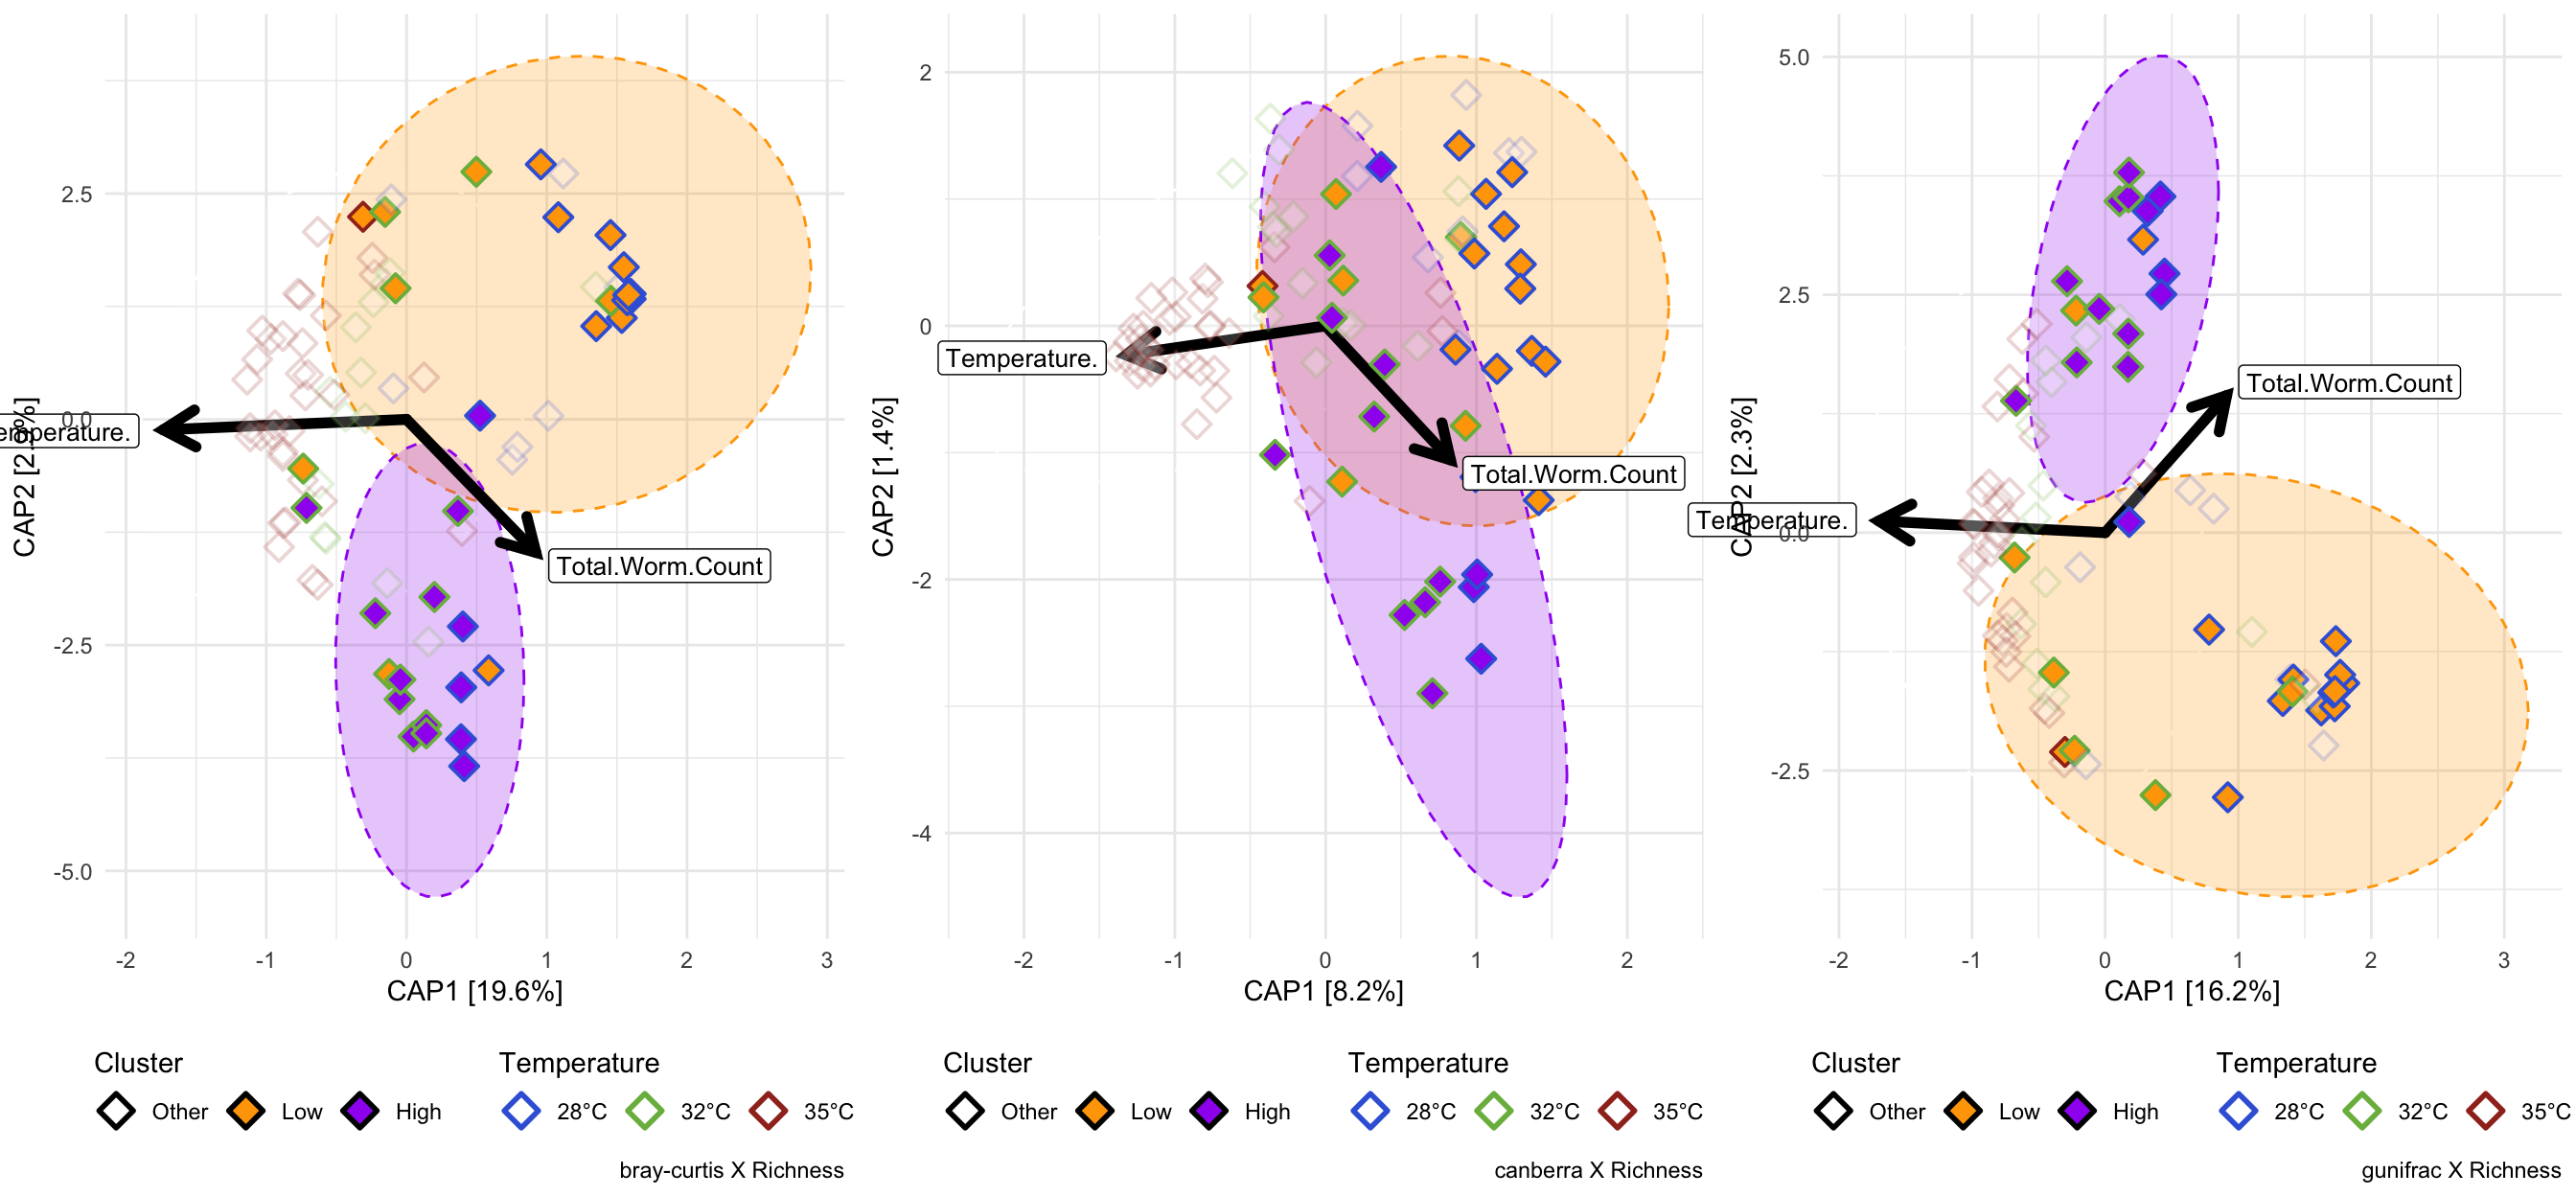 2.5
0.0
-2.5
-5.0
CAP2 [2.9%]
emperature.
Total.Worm.Count
-2 -1 0 1 2 3
CAP1 [19.6%]
Cluster Temperature
Other Low High 28°C 32°C 35°C
bray-curtis X Richness
2
0
-2
-4
CAP2 [1.4%]
Temperature.
Total.Worm.Count
-2 -1 0 1 2
CAP1 [8.2%]
Cluster Temperature
Other Low High 28°C 32°C 35°C
canberra X Richness
5.0
2.5
0.0
-2.5
CAP2 [2.3%]
Temperature.
Total.Worm.Count
-2 -1 0 1 2 3
CAP1 [16.2%]
Cluster Temperature
Other Low High 28°C 32°C 35°C
gunifrac X Richness